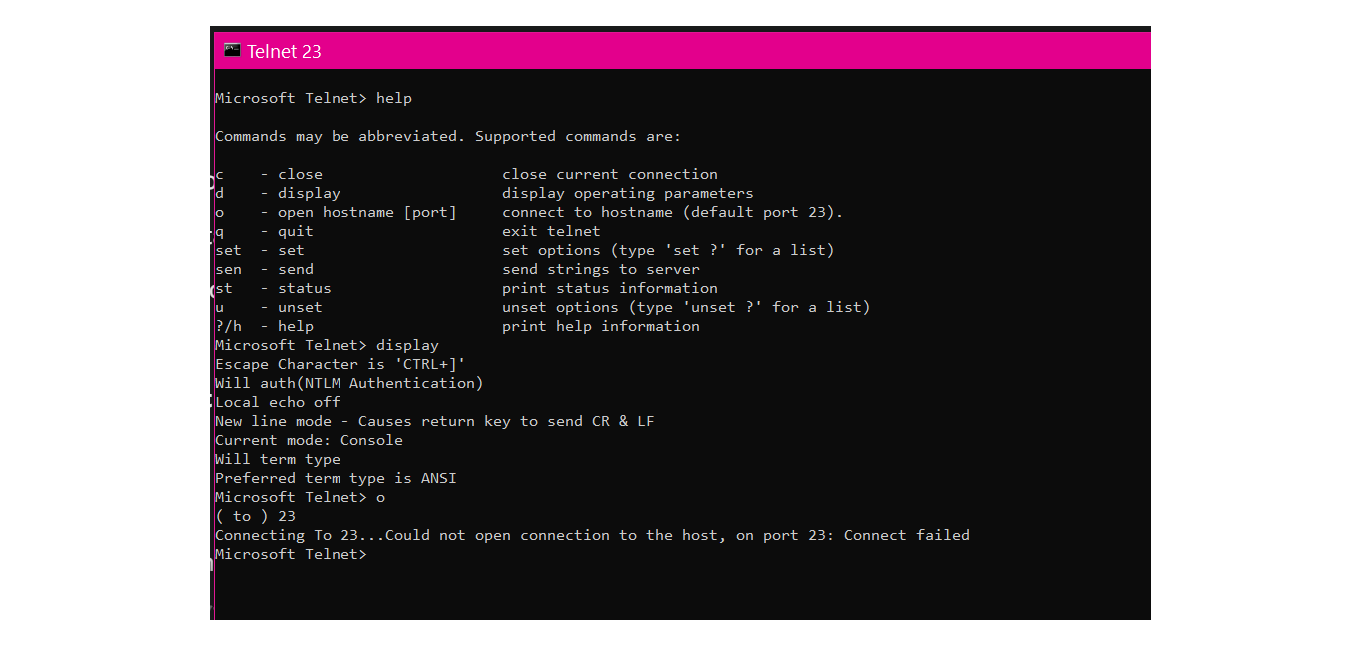 Telnet 23
Microsoft Telnet> help
Commands may be abbreviated. Supported commands are:
c    - close                    close current connection
d    - display                  display operating parameters
o    - open hostname [port]     connect to hostname (default port 23).
q    - quit                     exit telnet
set  - set                      set options (type 'set ?' for a list)
sen  - send                     send strings to server
st   - status                   print status information
u    - unset                    unset options (type 'unset ?' for a list)
?/h  - help                     print help information
Microsoft Telnet> display
Escape Character is 'CTRL+]'
Will auth(NTLM Authentication)
Local echo off
New line mode - Causes return key to send CR & LF
Current mode: Console
Will term type
Preferred term type is ANSI
Microsoft Telnet> o
( to ) 23
Connecting To 23...Could not open connection to the host, on port 23: Connect failed
Microsoft Telnet>